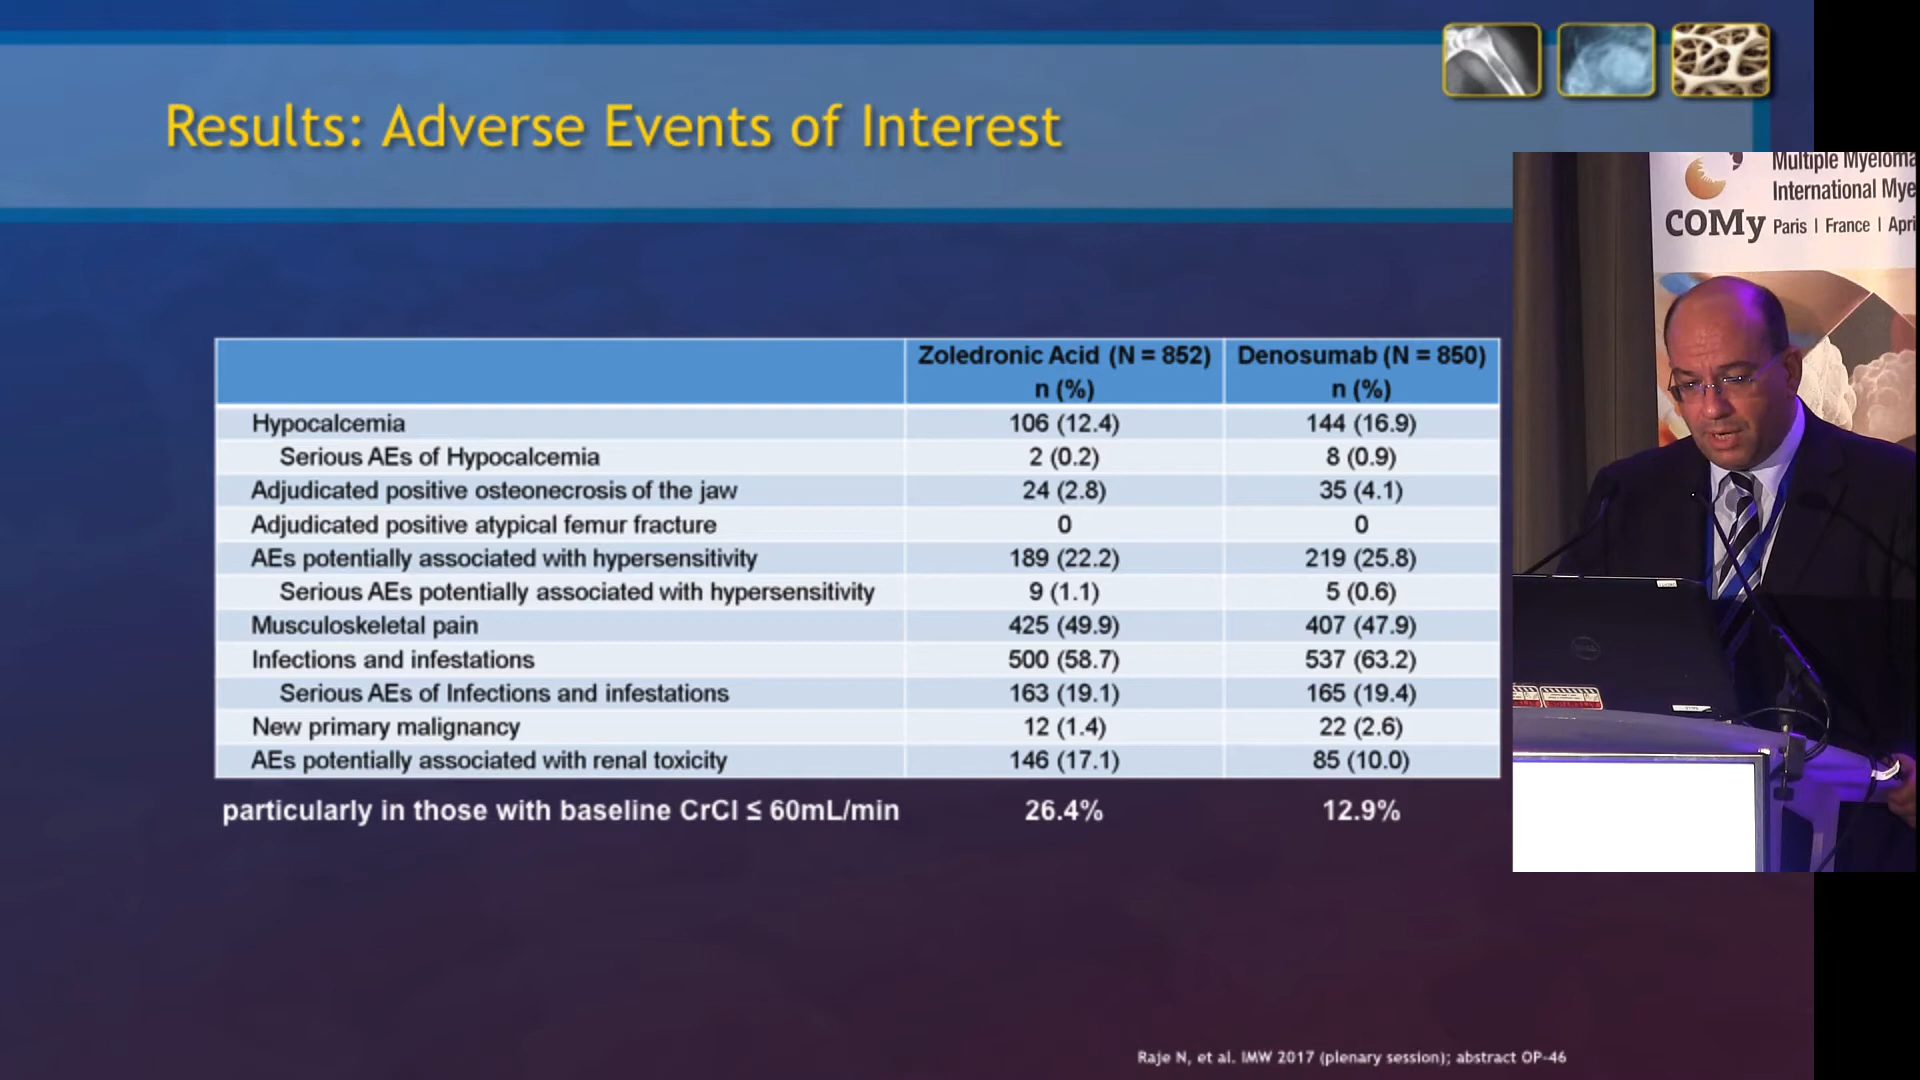 Results: Adverse Events of Interest
Multiple Myeloma
International Mye
COMy Paris | France | Apri
Zoledronic Acid (N = 852) Denosumab (N = 850)
n (%) n (%)
Hypocalcemia 106 (12.4) 144 (16.9)
Serious AEs of Hypocalcemia 2 (0.2) 8 (0.9)
Adjudicated positive osteonecrosis of the jaw 24 (2.8) 35 (4.1)
Adjudicated positive atypical femur fracture 0 0
AEs potentially associated with hypersensitivity 189 (22.2) 219 (25.8)
Serious AEs potentially associated with hypersensitivity 9 (1.1) 5 (0.6)
Musculoskeletal pain 425 (49.9) 407 (47.9)
Infections and infestations 500 (58.7) 537 (63.2)
Serious AEs of Infections and infestations 163 (19.1) 165 (19.4)
New primary malignancy 12 (1.4) 22 (2.6)
AEs potentially associated with renal toxicity 146 (17.1) 85 (10.0)
particularly in those with baseline CrCl ≤ 60mL/min 26.4% 12.9%
Raje N, et al. IMW 2017 (plenary session); abstract OP-46